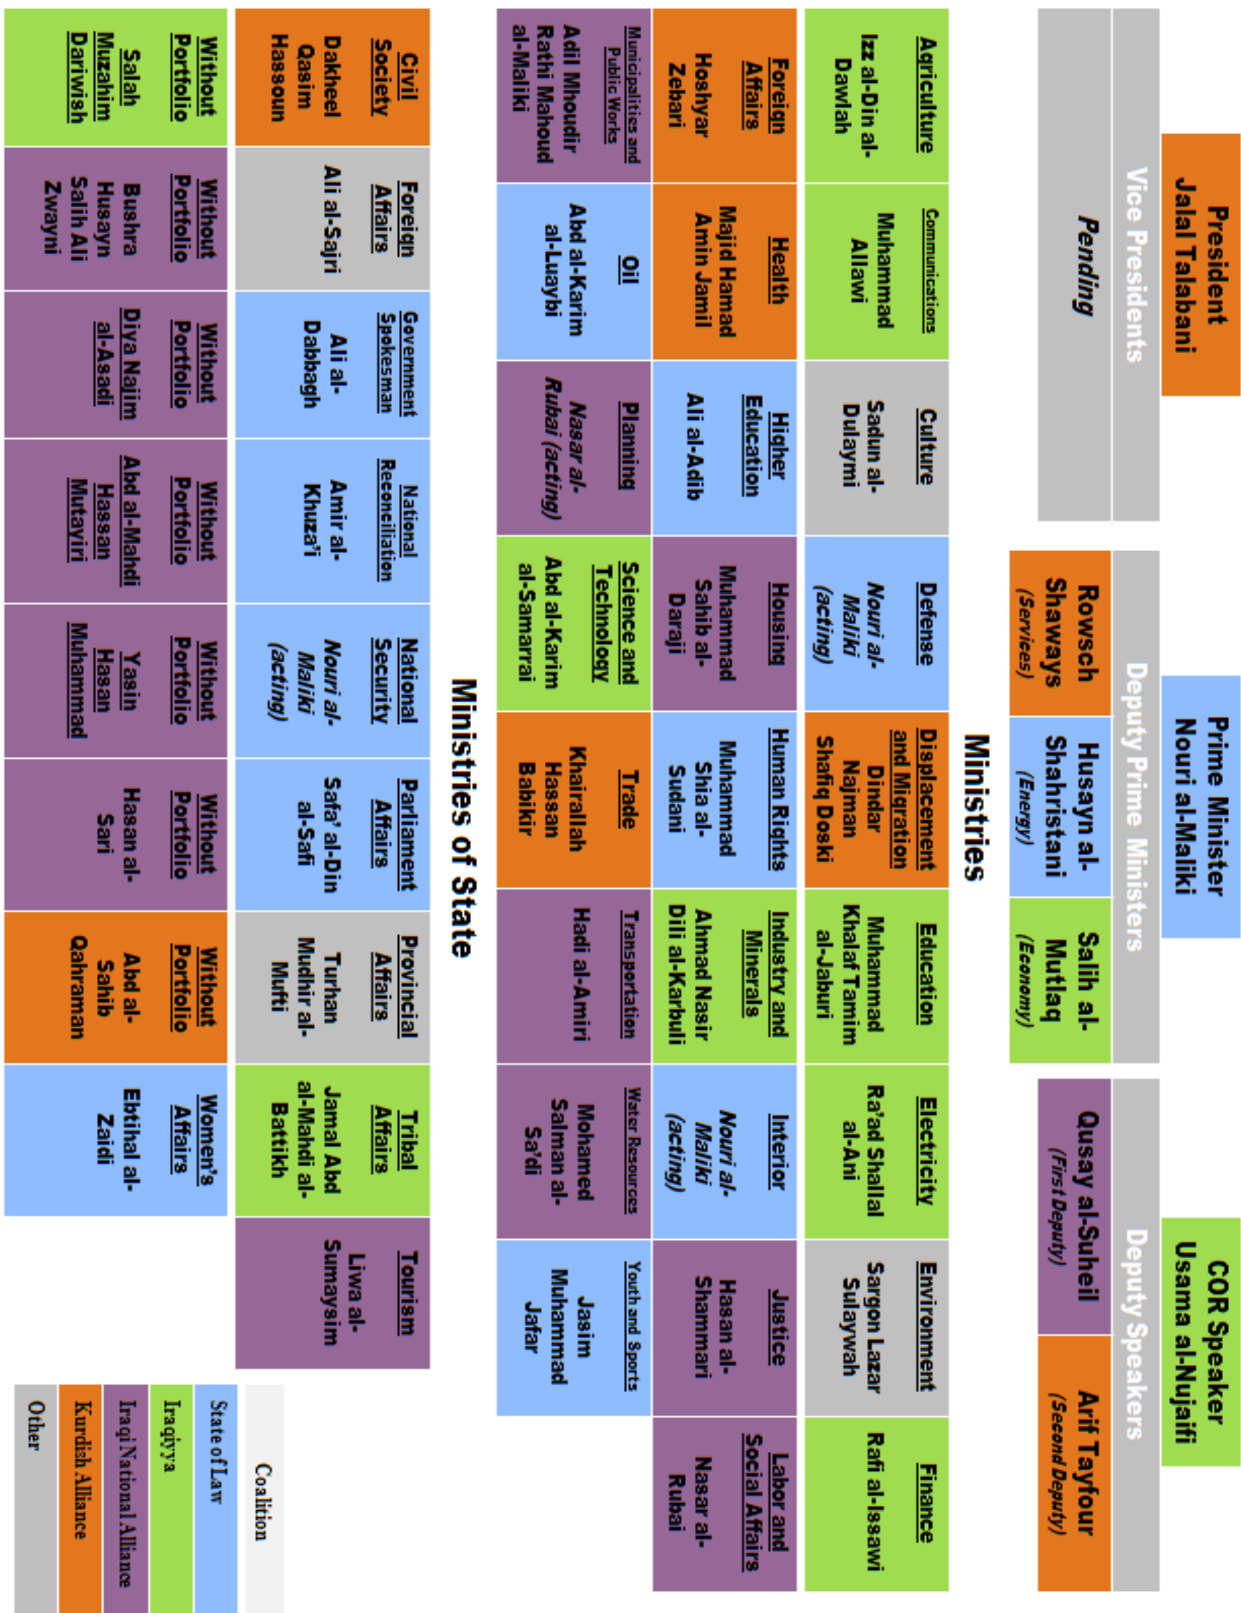 President
Jalal Talabani
Prime Minister
Nouri al-Maliki
COR Speaker
Usama al-Nujaifi
Vice Presidents
Deputy Prime Ministers
Deputy Speakers
Pending
Rowsch
Shaways
(Services)
Husayn al-
Shahristani
(Energy)
Salih al-
Mutlaq
(Economy)
Qusay al-Suheil
(First Deputy)
Arif Tayfour
(Second Deputy)
Ministries
Agriculture
Izz al-Din al-
Dawlah
Communications
Muhammad
Allawi
Culture
Sadun al-
Dulaymi
Defense
Nouri al-
Maliki
(acting)
Displacement
and Migration
Dindar
Najman
Shafiq Doski
Education
Muhammad
Khalaf Tamim
al-Jaburi
Electricity
Ra'ad Shallal
al-Ani
Environment
Sargon Lazar
Sulaywah
Finance
Rafi al-Issawi
Foreign
Affairs
Hoshyar
Zebari
Health
Majid Hamad
Amin Jamil
Higher
Education
Ali al-Adib
Housing
Muhammad
Sahib al-
Daraji
Human Rights
Muhammad
Shia al-
Sudani
Industry and
Minerals
Ahmad Nasir
Dili al-Karbuli
Interior
Nouri al-
Maliki
(acting)
Justice
Hasan al-
Shammari
Labor and
Social Affairs
Nasar al-
Rubai
Municipalities and
Public Works
Adil Mhoudir
Rathi Mahoud
al-Maliki
Oil
Abd al-Karim
al-Luaybi
Planning
Nasar al-
Rubai (acting)
Science and
Technology
Abd al-Karim
al-Samarrai
Trade
Khairallah
Hassan
Babikir
Transportation
Hadi al-Amiri
Water Resources
Mohamed
Salman al-
Sa'di
Youth and Sports
Jasim
Muhammad
Jafar
Ministries of State
Civil
Society
Dakheel
Qasim
Hassoun
Foreign
Affairs
Ali al-Sajri
Government
Spokesman
Ali al-
Dabbagh
National
Reconciliation
Amir al-
Khuza'i
National
Security
Nouri al-
Maliki
(acting)
Parliament
Affairs
Safa' al-Din
al-Safi
Provincial
Affairs
Turhan
Mudhir al-
Mufti
Tribal
Affairs
Jamal Abd
al-Mahdi al-
Battikh
Tourism
Liwa al-
Sumaysim
Without
Portfolio
Salah
Muzahim
Dariwish
Without
Portfolio
Bushra
Husayn
Salih Ali
Zwayni
Without
Portfolio
Diya Najim
al-Asadi
Without
Portfolio
Abd al-Mahdi
Hassan
Mutayiri
Without
Portfolio
Yasin
Hasan
Muhammad
Without
Portfolio
Hasan al-
Sari
Without
Portfolio
Abd al-
Sahib
Qahraman
Women's
Affairs
Ebtihal al-
Zaidi
Coalition
State of Law
Iraqiyya
Iraqi National Alliance
Kurdish Alliance
Other